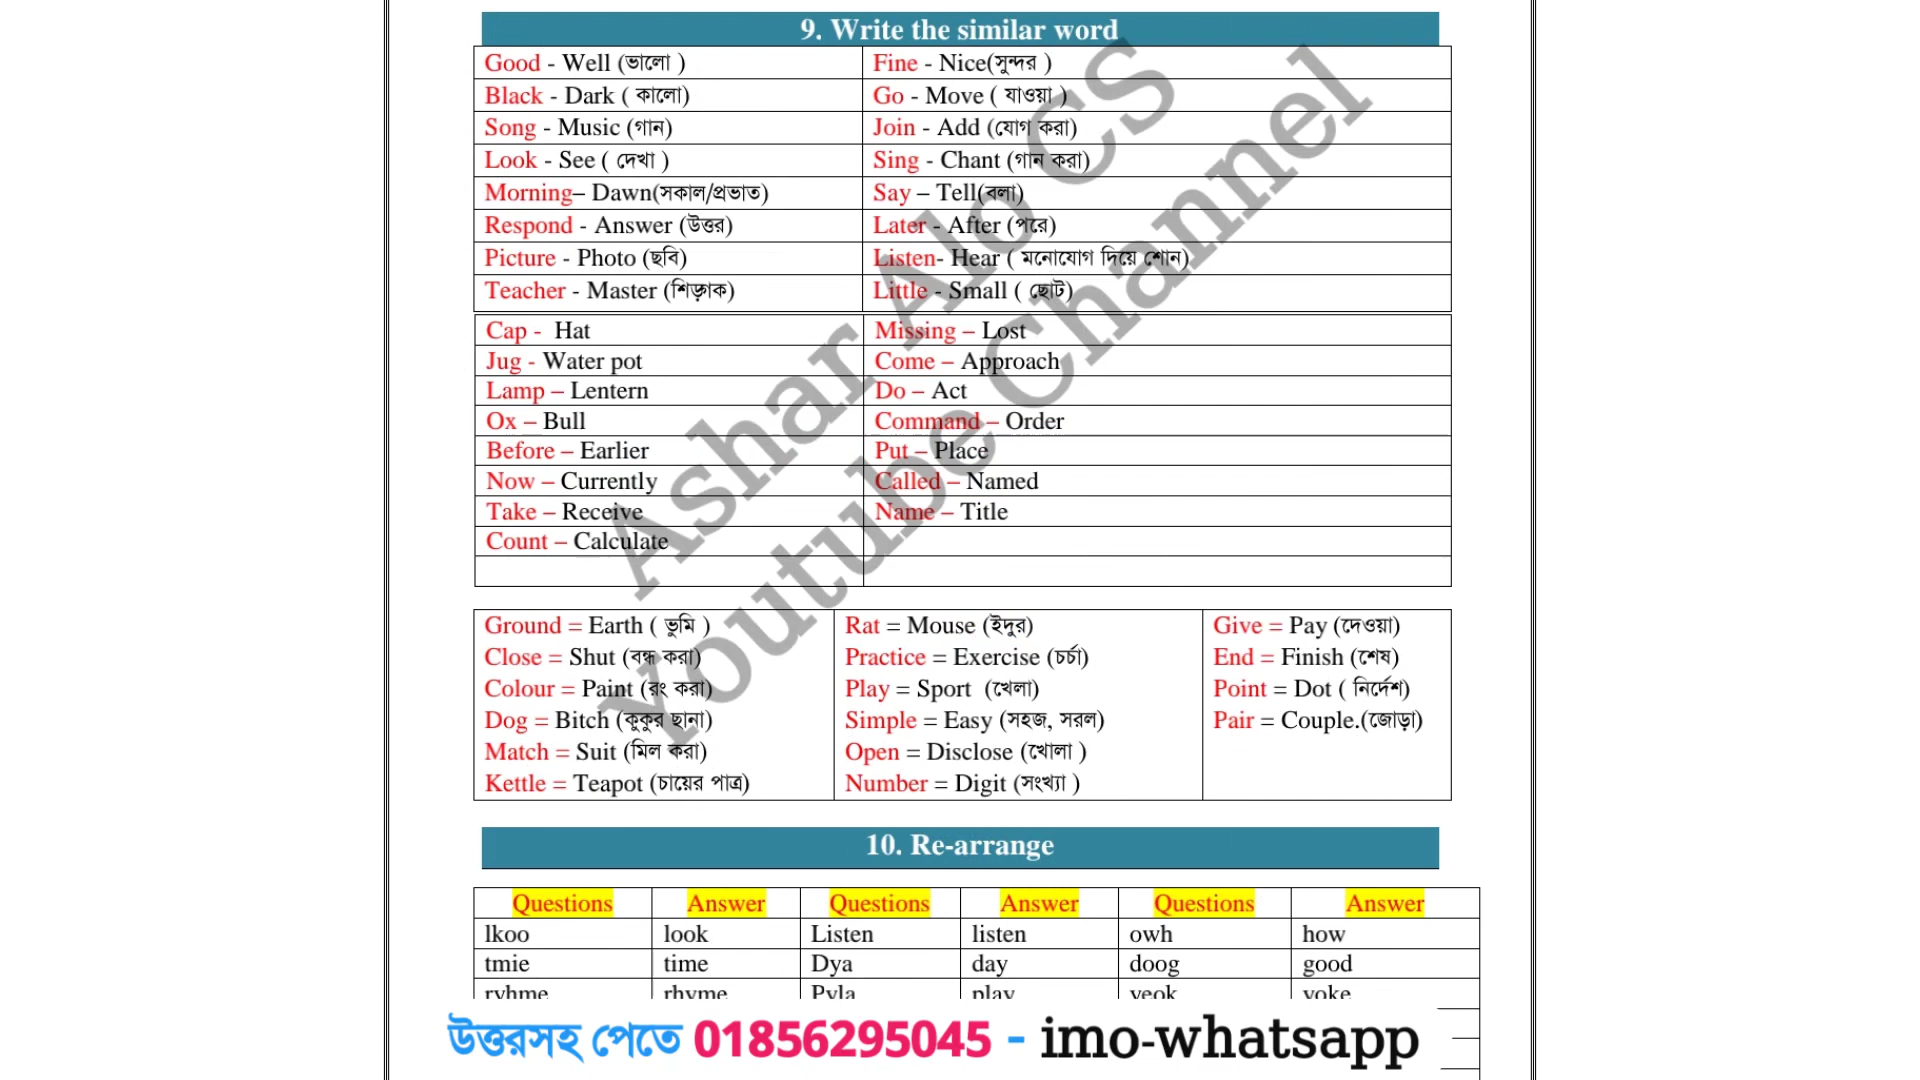 9. Write the similar word
Good - Well (ভালো ) Fine - Nice(সুন্দর )
Black - Dark ( কালো) Go - Move ( যাওয়া )
Song - Music (গান) Join - Add (যোগ করা)
Look - See ( দেখা ) Sing - Chant (গান করা)
Morning– Dawn(সকাল/প্রভাত) Say – Tell(বলা)
Respond - Answer (উত্তর) Later - After (পরে)
Picture - Photo (ছবি) Listen- Hear ( মনোযোগ দিয়ে শোন)
Teacher - Master Little - Small ( ছোট)
Cap - Hat Missing – Lost
Jug - Water pot Come – Approach
Lamp – Lentern Do – Act
Ox – Bull Command – Order
Before – Earlier Put – Place
Now – Currently Called – Named
Take – Receive Name – Title
Count – Calculate
Ashar Alo CS
Youtube Channel
Ground = Earth ( ভুমি ) Rat = Mouse (ইদুর) Give = Pay (দেওয়া)
Close = Shut (বন্ধ করা) Practice = Exercise (চর্চা) End = Finish (শেষ)
Colour = Paint (রং করা) Play = Sport (খেলা) Point = Dot ( নির্দেশ)
Dog = Bitch (কুকুর ছানা) Simple = Easy (সহজ, সরল) Pair = Couple.(জোড়া)
Match = Suit (মিল করা) Open = Disclose (খোলা )
Kettle = Teapot (চায়ের পাত্র) Number = Digit (সংখ্যা )
10. Re-arrange
Questions Answer Questions Answer Questions Answer
lkoo look Listen listen owh how
tmie time Dya day doog good
ryhme rhyme Pyla play yeok yoke
উত্তরসহ পেতে 01856295045 - imo-whatsapp